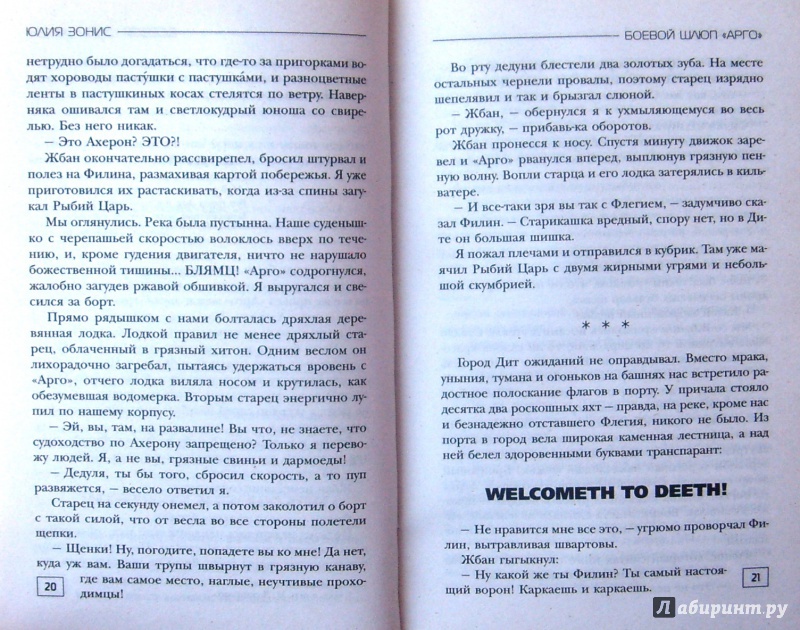 ЮЛИЯ ЗОНИС
нетрудно было догадаться, что где-то за пригорками во-
дят хороводы пасту́шки с пастушка́ми, и разноцветные
ленты в пастушкиных косах стелятся по ветру. Навер-
няка ошивался там и светлокудрый юноша со свире-
лью. Без него никак.
— Это Ахерон? ЭТО?!
Жбан окончательно рассвирепел, бросил штурвал и
полез на Филина, размахивая картой побережья. Я уже
приготовился их растаскивать, когда из-за спины загу-
кал Рыбий Царь.
Мы оглянулись. Река была пустынна. Наше суденыш-
ко с черепашьей скоростью волоклось вверх по тече-
нию, и, кроме гудения двигателя, ничто не нарушало
божественной тишины... БЛЯМЦ! «Арго» содрогнулся,
жалобно загудев ржавой обшивкой. Я выругался и све-
сился за борт.
Прямо рядышком с нами болталась дряхлая дере-
вянная лодка. Лодкой правил не менее дряхлый ста-
рец, облаченный в грязный хитон. Одним веслом он
лихорадочно загребал, пытаясь удержаться вровень с
«Арго», отчего лодка виляла носом и крутилась, как
обезумевшая водомерка. Вторым старец энергично лу-
пил по нашему корпусу.
— Эй, вы, там, на развалине! Вы что, не знаете, что
судоходство по Ахерону запрещено? Только я перево-
жу людей. Я, а не вы, грязные свиньи и дармоеды!
— Дедуля, ты бы того, сбросил скорость, а то пуп
развяжется, — весело ответил я.
Старец на секунду онемел, а потом заколотил о борт
с такой силой, что от весла во все стороны полетели
щепки.
— Щенки! Ну, погодите, попадете вы ко мне! Да нет,
куда уж вам. Ваши трупы швырнут в грязную канаву,
где вам самое место, наглые, неучтивые прохо-
димцы!
20
БОЕВОЙ ШЛЮП «АРГО»
Во рту дедуни блестели два золотых зуба. На месте
остальных чернели провалы, поэтому старец изрядно
шепелявил и так и брызгал слюной.
— Жбан, — обернулся я к ухмыляющемуся во весь
рот дружку, — прибавь-ка оборотов.
Жбан пронесся к носу. Спустя минуту движок заре-
вел и «Арго» рванулся вперед, выплюнув грязную пен-
ную волну. Вопли старца и его лодка затерялись в киль-
ватере.
— И все-таки зря вы так с Флегием, — задумчиво ска-
зал Филин. — Старикашка вредный, спору нет, но в Ди-
те он большая шишка.
Я пожал плечами и отправился в кубрик. Там уже ма-
ячил Рыбий Царь с двумя жирными угрями и неболь-
шой скумбрией.
* * *
Город Дит ожиданий не оправдывал. Вместо мрака,
уныния, тумана и огоньков на башнях нас встретило ра-
достное полоскание флагов в порту. У причала стояло
десятка два роскошных яхт — правда, на реке, кроме нас
и безнадежно отставшего Флегия, никого не было. Из
порта в город вела широкая каменная лестница, а над
ней белел здоровенными буквами транспарант:
WELCOMETH TO DEETH!
— Не нравится мне все это, — угрюмо проворчал Фи-
лин, вытравливая швартовы.
Жбан гыгыкнул:
— Ну какой же ты Филин? Ты самый настоя-
щий ворон! Каркаешь и каркаешь.
21
Лабиринт.ру